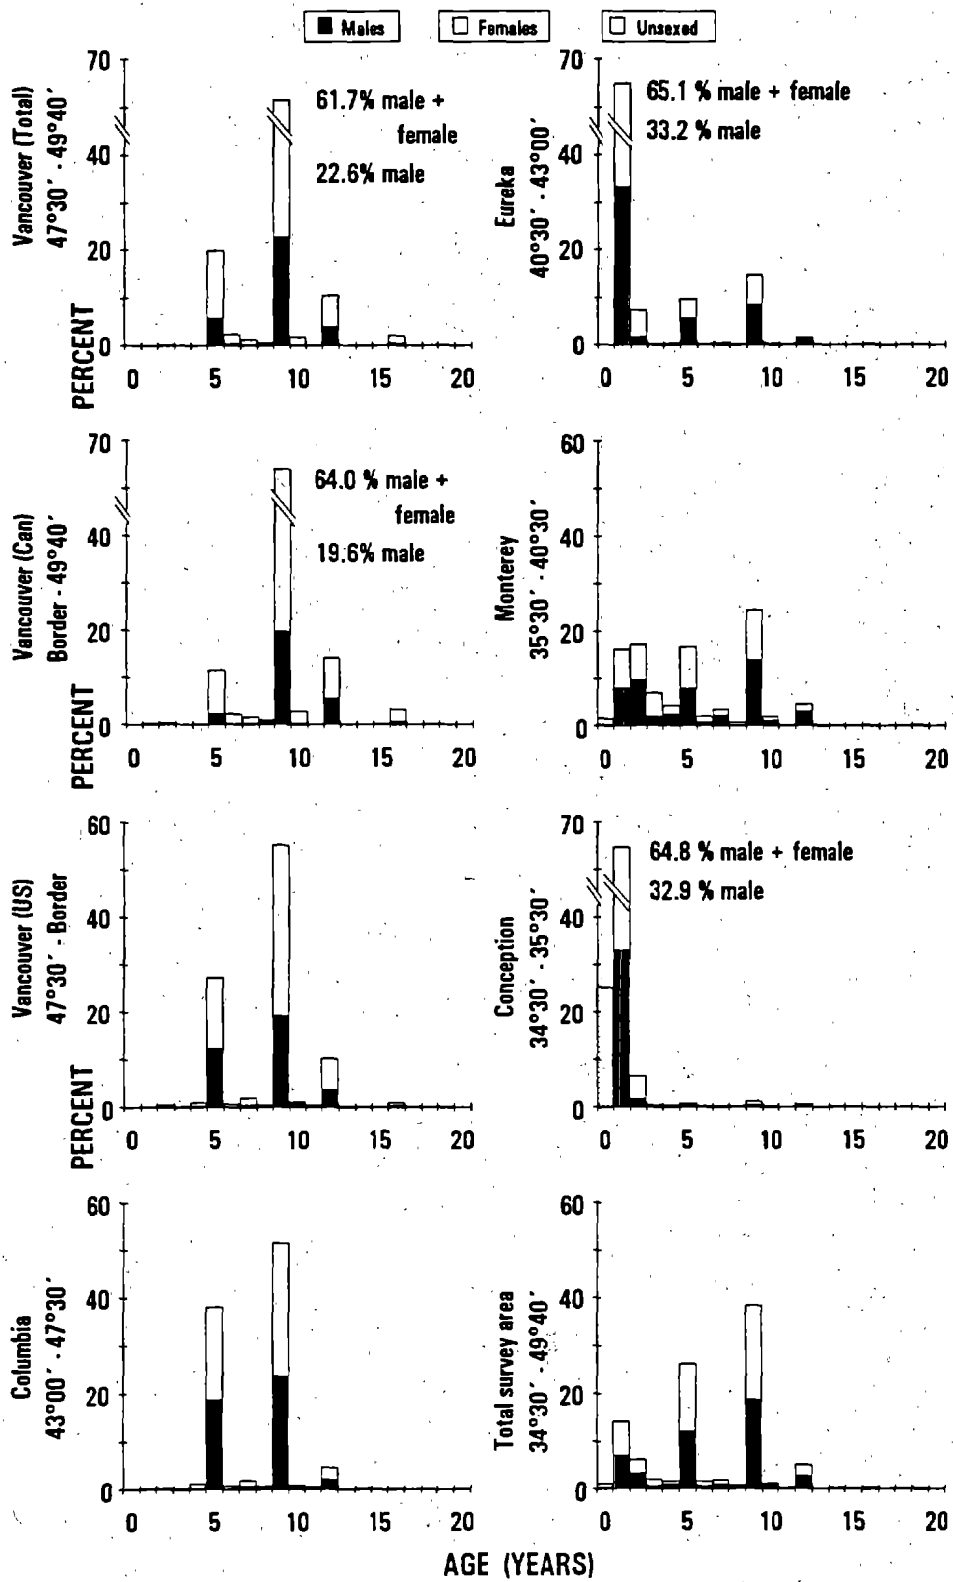 Males Females Unsexed
Vancouver (Total)
47°30´ - 49°40´
PERCENT
70
40
20
0
0 5 10 15 20
61.7% male +
female
22.6% male
Eureka
40°30´ - 43°00´
70
40
20
0
0 5 10 15 20
65.1 % male + female
33.2 % male
Vancouver (Can)
Border - 49°40´
PERCENT
70
40
20
0
0 5 10 15 20
64.0 % male +
female
19.6% male
Monterey
35°30´ - 40°30´
60
40
20
0
0 5 10 15 20
Vancouver (US)
47°30´ - Border
PERCENT
60
40
20
0
0 5 10 15 20
Conception
34°30´ - 35°30´
70
40
20
0
0 5 10 15 20
64.8 % male + female
32.9 % male
Columbia
43°00´ - 47°30´
60
40
20
0
0 5 10 15 20
Total survey area
34°30´ - 49°40´
60
40
20
0
0 5 10 15 20
AGE (YEARS)